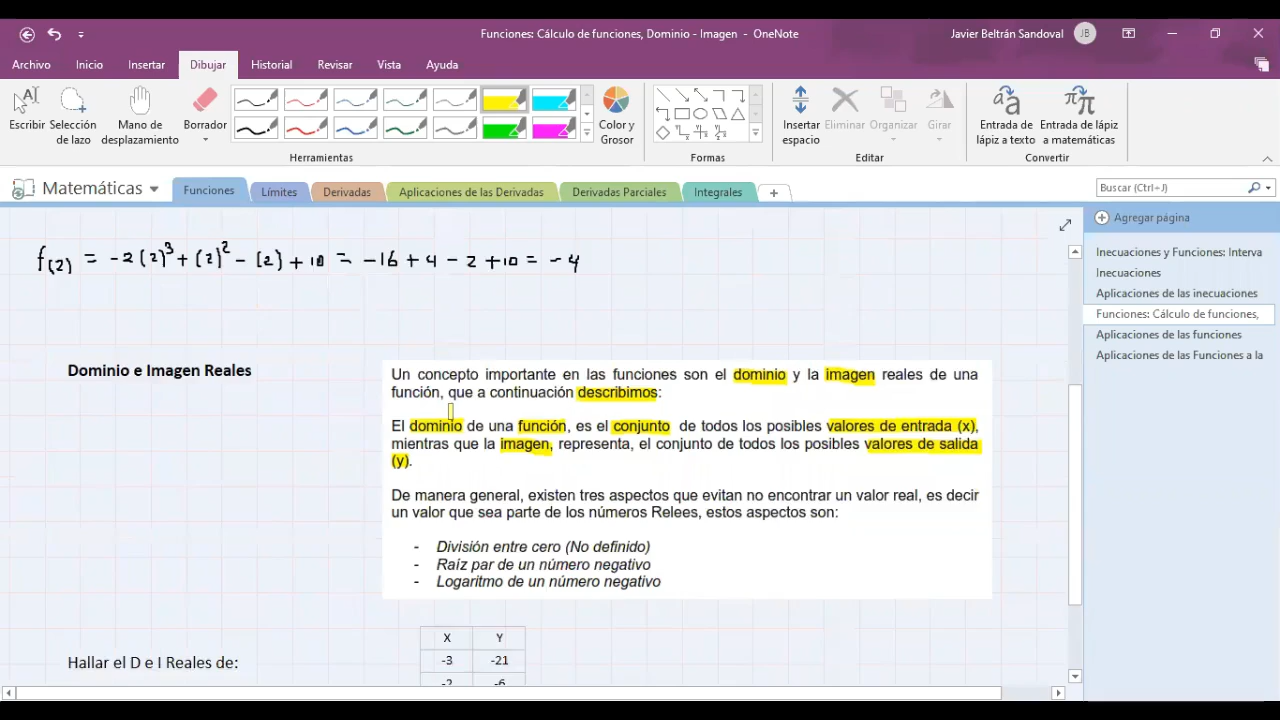 Funciones: Cálculo de funciones, Dominio - Imagen - OneNote
Javier Beltrán Sandoval JB
Archivo Inicio Insertar Dibujar Historial Revisar Vista Ayuda
Escribir
Selección de lazo
Mano de desplazamiento
Borrador
Color y Grosor
Insertar espacio
Eliminar
Organizar
Girar
Entrada de lápiz a texto
Entrada de lápiz a matemáticas
Herramientas Formas Editar Convertir
Matemáticas Funciones Límites Derivadas Aplicaciones de las Derivadas Derivadas Parciales Integrales +
Buscar (Ctrl+J)
Agregar página
Inecuaciones y Funciones: Interva
Inecuaciones
Aplicaciones de las inecuaciones
Funciones: Cálculo de funciones,
Aplicaciones de las funciones
Aplicaciones de las Funciones a la
f(2) = -2(2)^3 + (2)^2 - (2) + 10 = -16 + 4 - 2 + 10 = -4
Dominio e Imagen Reales
Un concepto importante en las funciones son el dominio y la imagen reales de una
función, que a continuación describimos:
El dominio de una función, es el conjunto de todos los posibles valores de entrada (x),
mientras que la imagen, representa, el conjunto de todos los posibles valores de salida
(y).
De manera general, existen tres aspectos que evitan no encontrar un valor real, es decir
un valor que sea parte de los números Relees, estos aspectos son:
- División entre cero (No definido)
- Raíz par de un número negativo
- Logaritmo de un número negativo
Hallar el D e I Reales de:
X Y
-3 -21
-2 -6